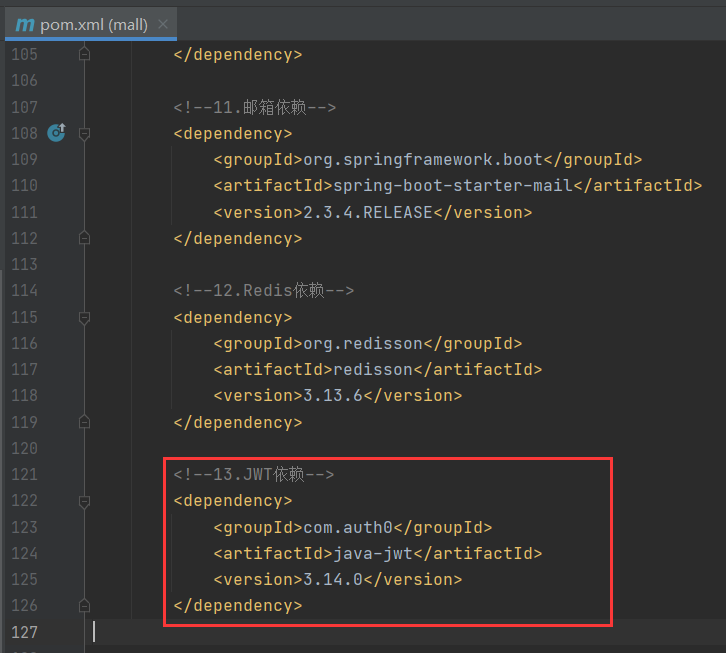 m pom.xml (mall) ×
105 </dependency>
106
107 <!--11.邮箱依赖-->
108 <dependency>
109 <groupId>org.springframework.boot</groupId>
110 <artifactId>spring-boot-starter-mail</artifactId>
111 <version>2.3.4.RELEASE</version>
112 </dependency>
113
114 <!--12.Redis依赖-->
115 <dependency>
116 <groupId>org.redisson</groupId>
117 <artifactId>redisson</artifactId>
118 <version>3.13.6</version>
119 </dependency>
120
121 <!--13.JWT依赖-->
122 <dependency>
123 <groupId>com.auth0</groupId>
124 <artifactId>java-jwt</artifactId>
125 <version>3.14.0</version>
126 </dependency>
127